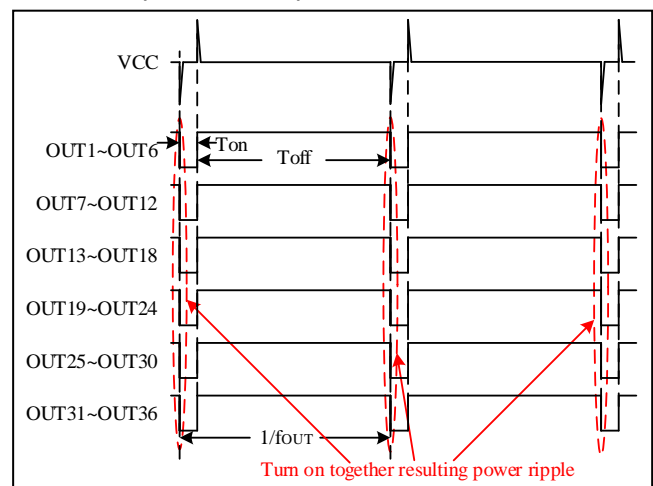 VCC
OUT1~OUT6
Ton
Toff
OUT7~OUT12
OUT13~OUT18
OUT19~OUT24
OUT25~OUT30
OUT31~OUT36
1/fOUT
Turn on together resulting power ripple